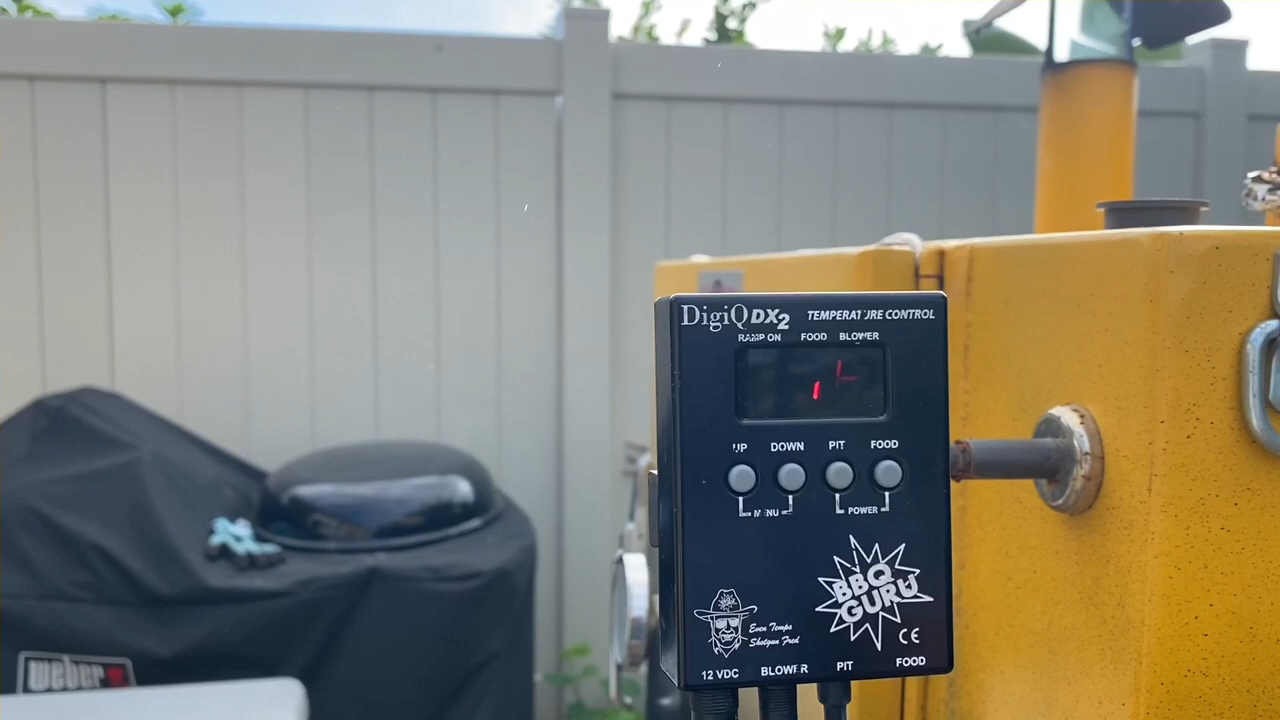 DigiQ DX2 TEMPERATURE CONTROL
RAMP ON FOOD BLOWER
UP DOWN PIT FOOD
MENU POWER
BBQ
GURU
Even Temps
Shotgun Fred
CE
12 VDC BLOWER PIT FOOD
weber